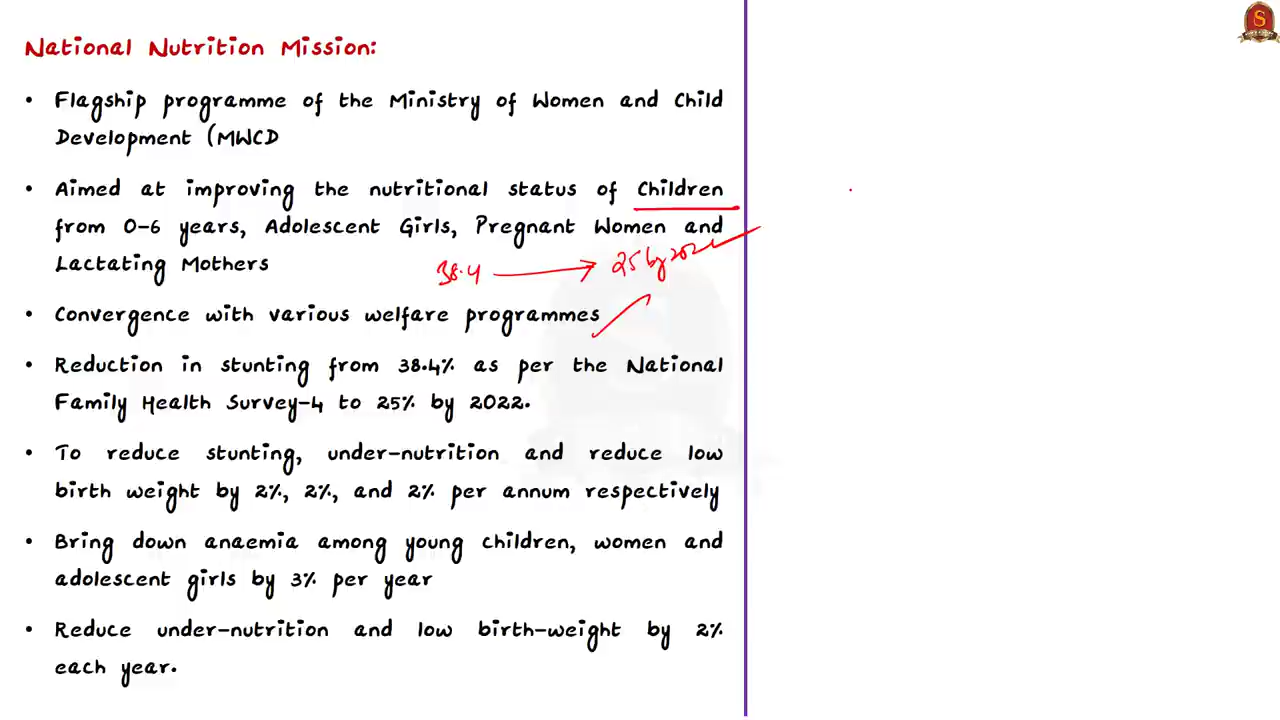 National Nutrition Mission:
• Flagship programme of the Ministry of Women and Child
Development (MWCD
• Aimed at improving the nutritional status of Children
from 0-6 years, Adolescent Girls, Pregnant Women and
Lactating Mothers
38.4 → 25 by 2022
• Convergence with various welfare programmes
• Reduction in stunting from 38.4% as per the National
Family Health Survey-4 to 25% by 2022.
• To reduce stunting, under-nutrition and reduce low
birth weight by 2%, 2%, and 2% per annum respectively
• Bring down anaemia among young children, women and
adolescent girls by 3% per year
• Reduce under-nutrition and low birth-weight by 2%
each year.
S